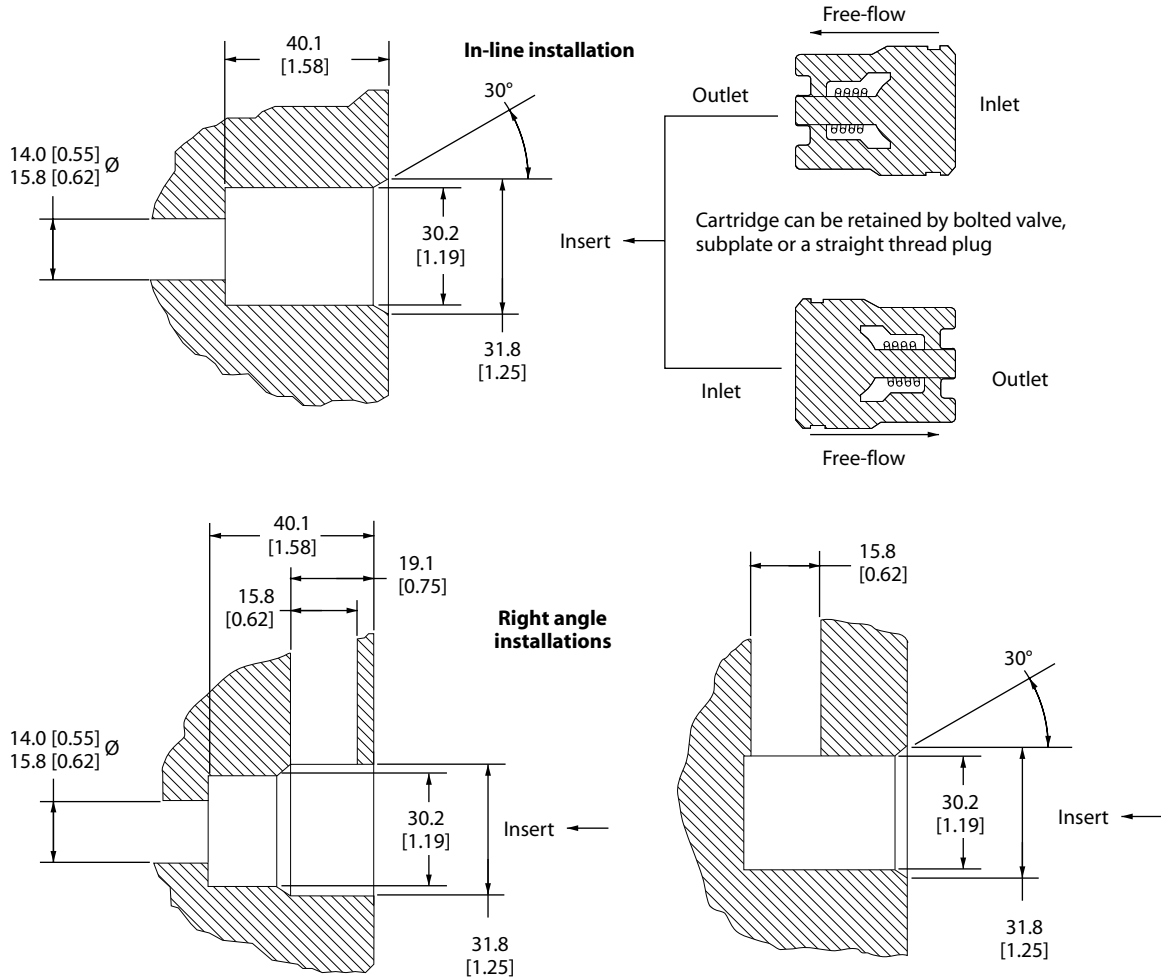 Free-flow
40.1
[1.58]
In-line installation
30°
Outlet
Inlet
14.0 [0.55]
15.8 [0.62] Ø
Cartridge can be retained by bolted valve,
subplate or a straight thread plug
30.2
[1.19]
Insert
31.8
[1.25]
Inlet
Outlet
Free-flow
40.1
[1.58]
19.1
[0.75]
15.8
[0.62]
15.8
[0.62]
Right angle
installations
30°
14.0 [0.55]
15.8 [0.62] Ø
30.2
[1.19]
Insert
30.2
[1.19]
Insert
31.8
[1.25]
31.8
[1.25]